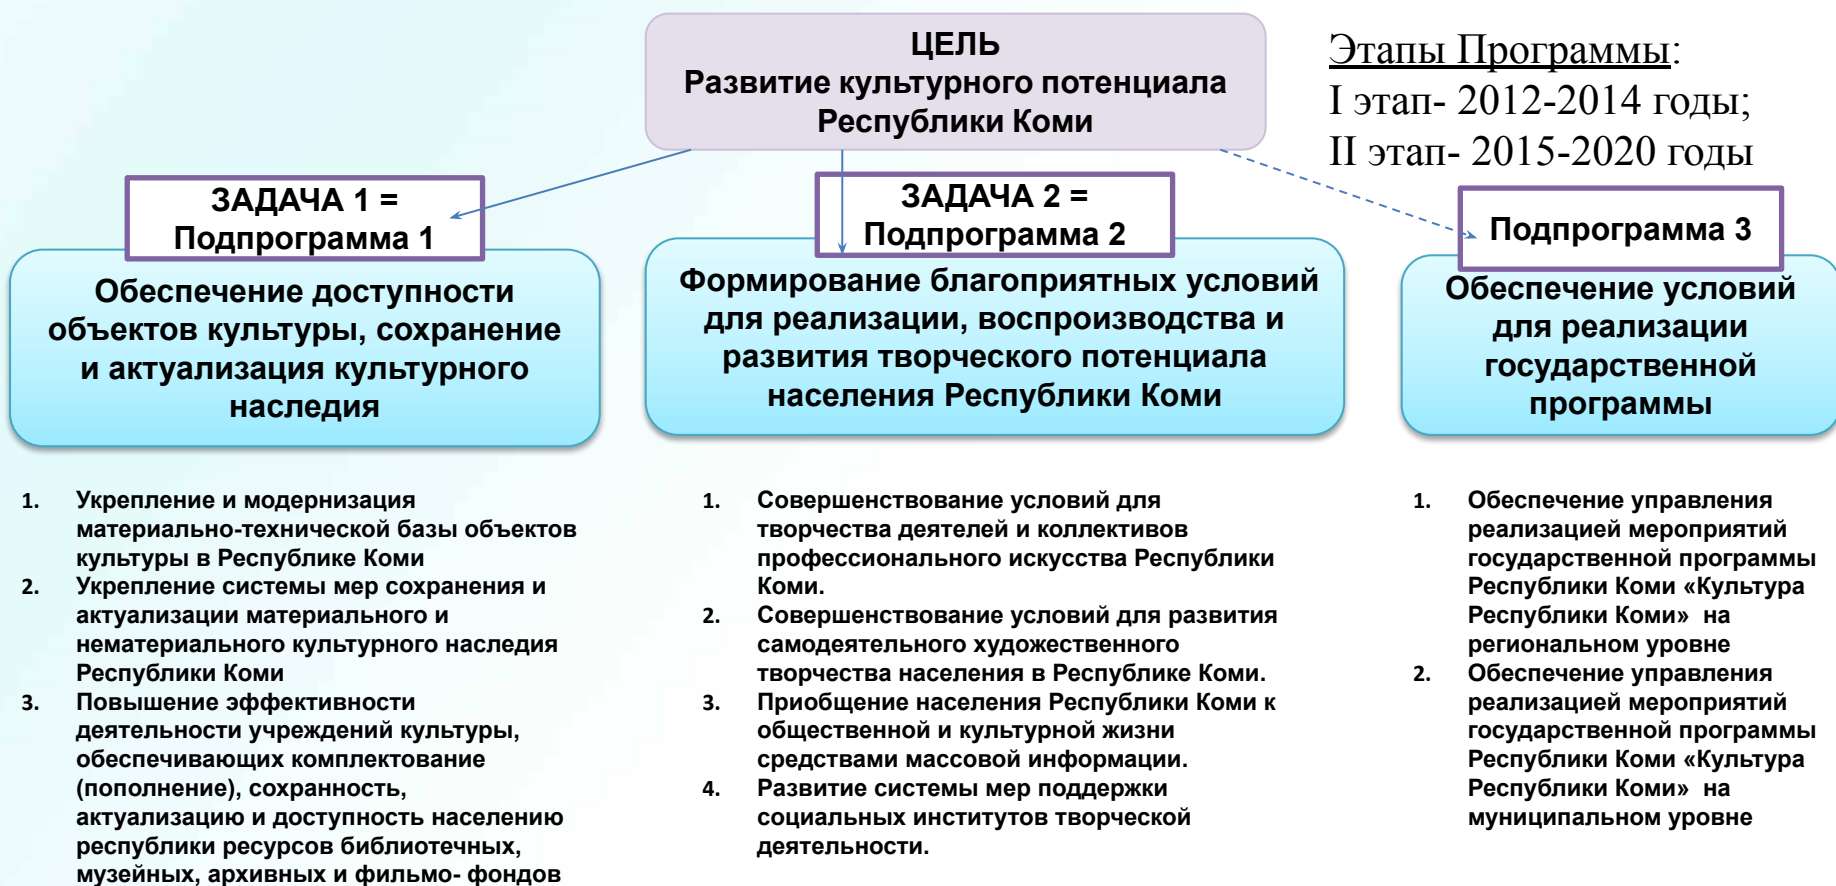 ЦЕЛЬ
Развитие культурного потенциала
Республики Коми
Этапы Программы:
I этап- 2012-2014 годы;
II этап- 2015-2020 годы
ЗАДАЧА 1 =
Подпрограмма 1
Обеспечение доступности
объектов культуры, сохранение
и актуализация культурного
наследия
ЗАДАЧА 2 =
Подпрограмма 2
Формирование благоприятных условий
для реализации, воспроизводства и
развития творческого потенциала
населения Республики Коми
Подпрограмма 3
Обеспечение условий
для реализации
государственной
программы
1. Укрепление и модернизация
материально-технической базы объектов
культуры в Республике Коми
2. Укрепление системы мер сохранения и
актуализации материального и
нематериального культурного наследия
Республики Коми
3. Повышение эффективности
деятельности учреждений культуры,
обеспечивающих комплектование
(пополнение), сохранность,
актуализацию и доступность населению
республики ресурсов библиотечных,
музейных, архивных и фильмо- фондов
1. Совершенствование условий для
творчества деятелей и коллективов
профессионального искусства Республики
Коми.
2. Совершенствование условий для развития
самодеятельного художественного
творчества населения в Республике Коми.
3. Приобщение населения Республики Коми к
общественной и культурной жизни
средствами массовой информации.
4. Развитие системы мер поддержки
социальных институтов творческой
деятельности.
1. Обеспечение управления
реализацией мероприятий
государственной программы
Республики Коми «Культура
Республики Коми» на
региональном уровне
2. Обеспечение управления
реализацией мероприятий
государственной программы
Республики Коми «Культура
Республики Коми» на
муниципальном уровне